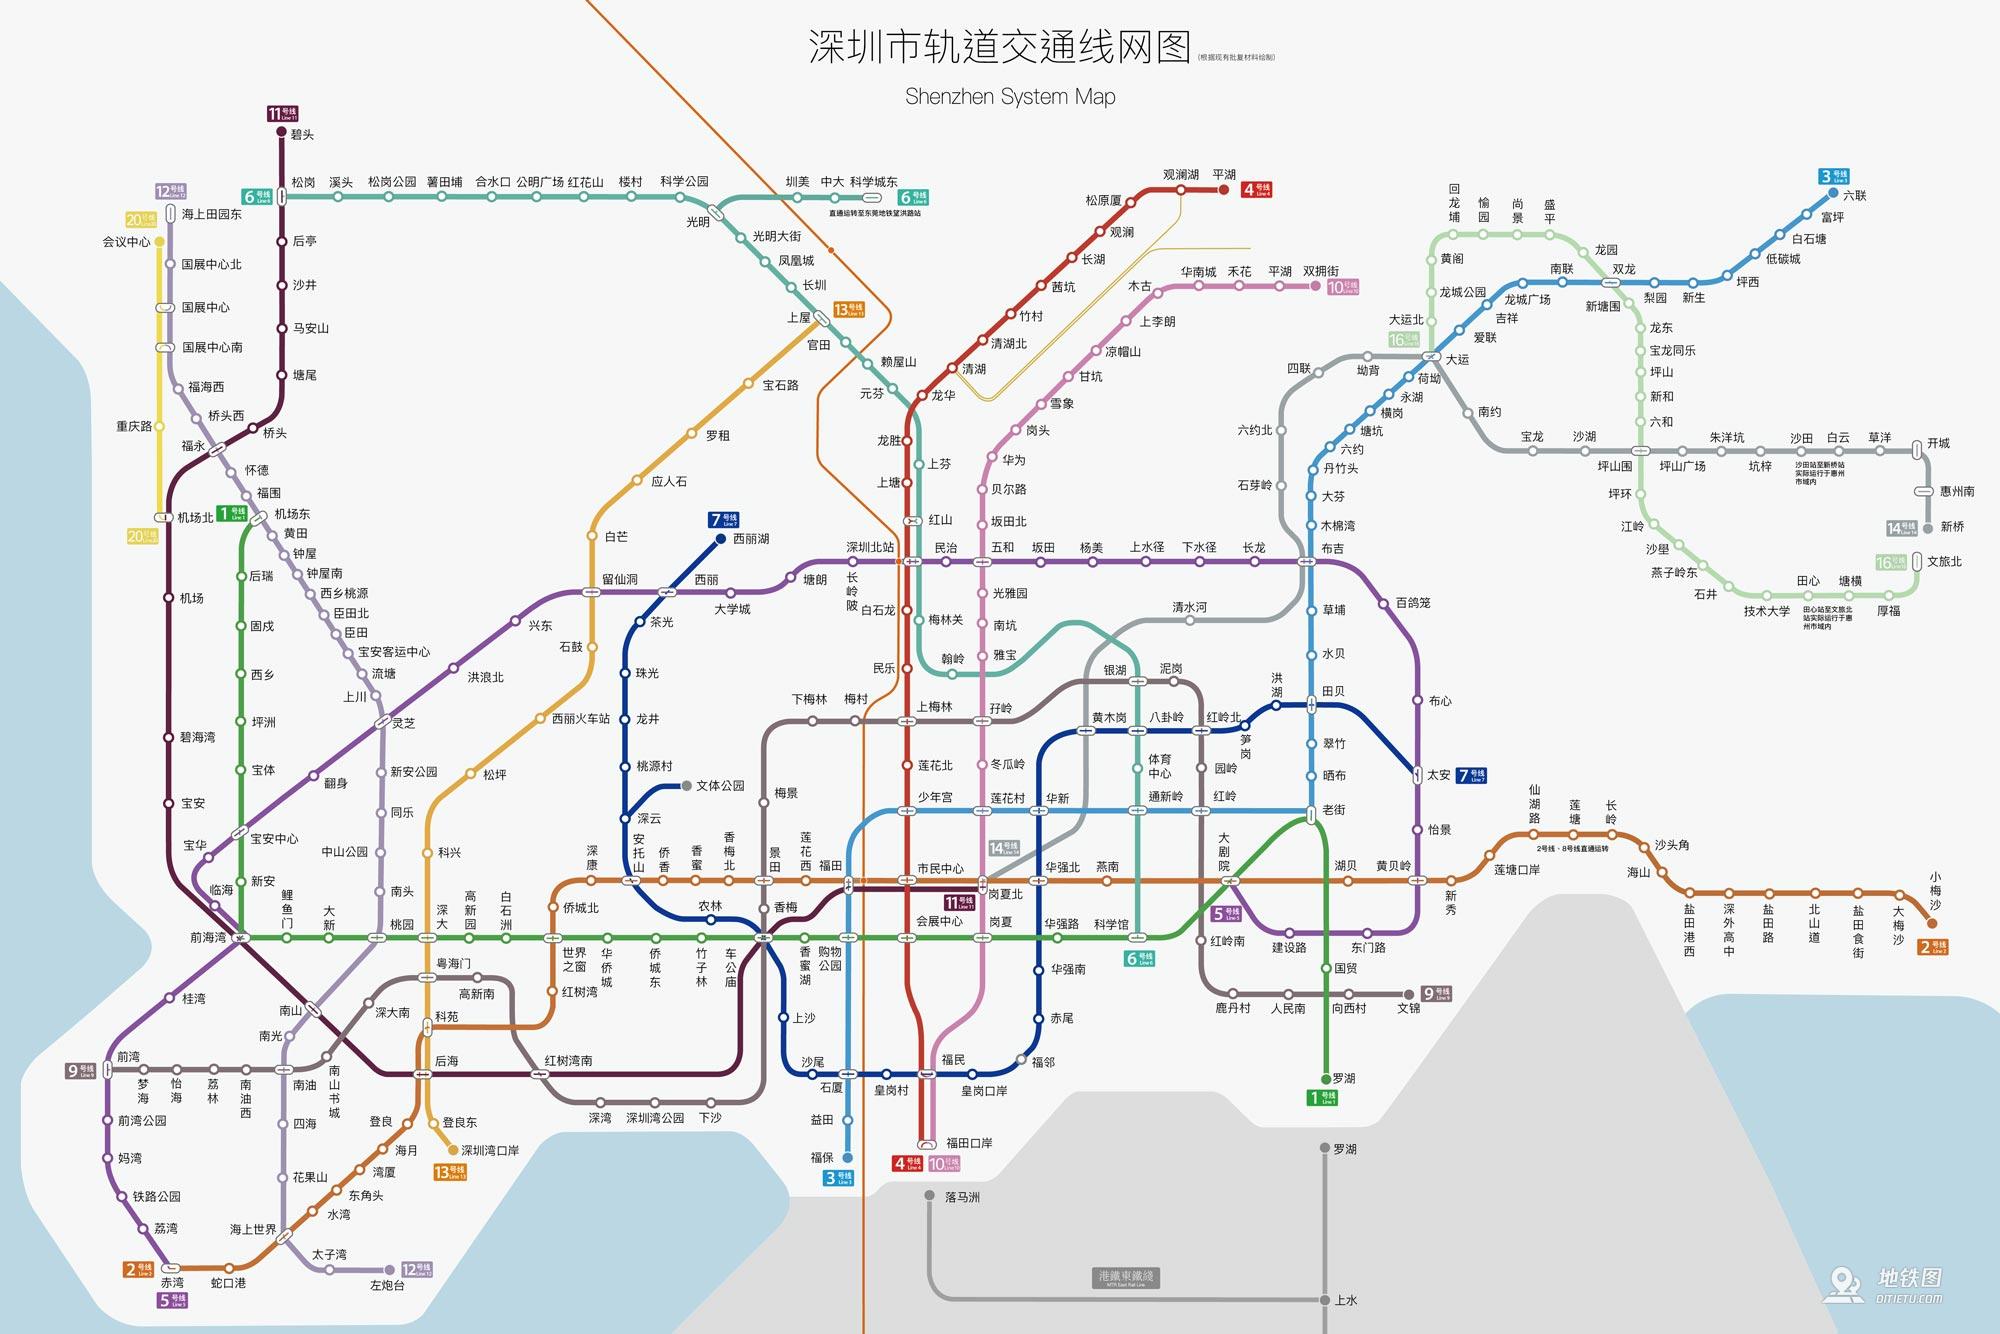 深圳市轨道交通线网图
(根据现有批复材料绘制)
Shenzhen System Map
11号线 Line 11
碧头
12号线 Line 12
6号线 Line 6
松岗
溪头
松岗公园
薯田埔
合水口
公明广场
红花山
楼村
科学公园
圳美
中大
科学城东
6号线 Line 6
直通运转至东莞地铁望洪路站
光明
光明大街
凤凰城
长圳
上屋
13号线 Line 13
官田
赖屋山
元芬
上芬
红山
梅林关
翰岭
银湖
八卦岭
体育中心
通新岭
科学馆
6号线 Line 6
20号线
会议中心
海上田园东
国展中心北
国展中心
国展中心南
福海西
桥头西
重庆路
福永
怀德
福围
机场北
20号线
1号线 Line 1
机场东
黄田
钟屋
钟屋南
西乡桃源
臣田北
臣田
宝安客运中心
流塘
上川
灵芝
新安公园
同乐
中山公园
南头
桃园
后亭
沙井
马安山
塘尾
桥头
机场
碧海湾
宝安
后瑞
固戍
西乡
坪洲
宝体
宝安中心
新安
前海湾
宝华
临海
翻身
洪浪北
兴东
留仙洞
西丽
大学城
塘朗
长岭陂
深圳北站
民治
五和
坂田
杨美
上水径
下水径
长龙
布吉
百鸽笼
布心
太安
7号线 Line 7
怡景
黄贝岭
宝石路
罗租
应人石
白芒
石鼓
西丽火车站
松坪
科兴
深大
粤海门
科苑
后海
登良东
深圳湾口岸
13号线 Line 13
7号线 Line 7
西丽湖
茶光
珠光
龙井
桃源村
文体公园
深云
安托山
侨香
香蜜
香梅北
景田
莲花西
福田
市民中心
岗夏北
华强北
燕南
大剧院
湖贝
新秀
莲塘口岸
仙湖路
莲塘
长岭
2号线、8号线直通运转
沙头角
海山
盐田港西
深外高中
盐田路
北山道
盐田食街
大梅沙
小梅沙
2号线 Line 2
深康
侨城北
世界之窗
红树湾
鲤鱼门
大新
高新园
白石洲
华侨城
侨城东
竹子林
车公庙
香蜜湖
购物公园
会展中心
岗夏
华强路
农林
上沙
沙尾
石厦
皇岗村
福民
皇岗口岸
福邻
赤尾
华强南
华新
黄木岗
红岭北
笋岗
洪湖
田贝
下梅林
梅村
上梅林
孖岭
梅景
香梅
泥岗
园岭
红岭
红岭南
鹿丹村
人民南
向西村
文锦
9号线 Line 9
少年宫
莲花村
老街
益田
福保
3号线 Line 3
松原厦
观澜湖
平湖
4号线 Line 4
观澜
长湖
茜坑
竹村
清湖北
清湖
龙华
龙胜
上塘
白石龙
民乐
莲花北
福田口岸
4号线 Line 4
10号线 Line 10
木古
华南城
禾花
平湖
双拥街
10号线 Line 10
上李朗
凉帽山
甘坑
雪象
岗头
华为
贝尔路
坂田北
光雅园
南坑
雅宝
冬瓜岭
11号线 Line 11
14号线 Line 14
清水河
石芽岭
六约北
四联
坳背
大运
大运北
16号线
龙城公园
黄阁
回龙埔
愉园
尚景
盛平
龙园
双龙
新塘围
龙东
宝龙同乐
坪山
新和
六和
坪山围
坪环
江岭
沙壆
燕子岭东
石井
技术大学
田心
田心站至文旅北
站实际运行于惠
州市域内
塘横
厚福
16号线
文旅北
3号线 Line 3
六联
富坪
白石塘
低碳城
坪西
新生
梨园
南联
龙城广场
吉祥
爱联
荷坳
永湖
横岗
塘坑
六约
丹竹头
大芬
木棉湾
草埔
水贝
翠竹
晒布
南约
宝龙
沙湖
坪山广场
朱洋坑
坑梓
沙田
沙田站至新桥站
实际运行于惠州
市域内
白云
草洋
开城
惠州南
14号线 Line 14
新桥
5号线 Line 5
建设路
东门路
国贸
罗湖
1号线 Line 1
桂湾
9号线 Line 9
前湾
梦海
怡海
荔林
南油西
南油
南山书城
深大南
高新南
红树湾南
深湾
深圳湾公园
下沙
南山
南光
前湾公园
妈湾
铁路公园
荔湾
2号线 Line 2
赤湾
5号线 Line 5
四海
花果山
海上世界
太子湾
左炮台
12号线 Line 12
蛇口港
水湾
东角头
湾厦
海月
登良
落马洲
港鐵東鐵綫
MTR East Rail Line
罗湖
上水
地铁图
DITIETU.COM